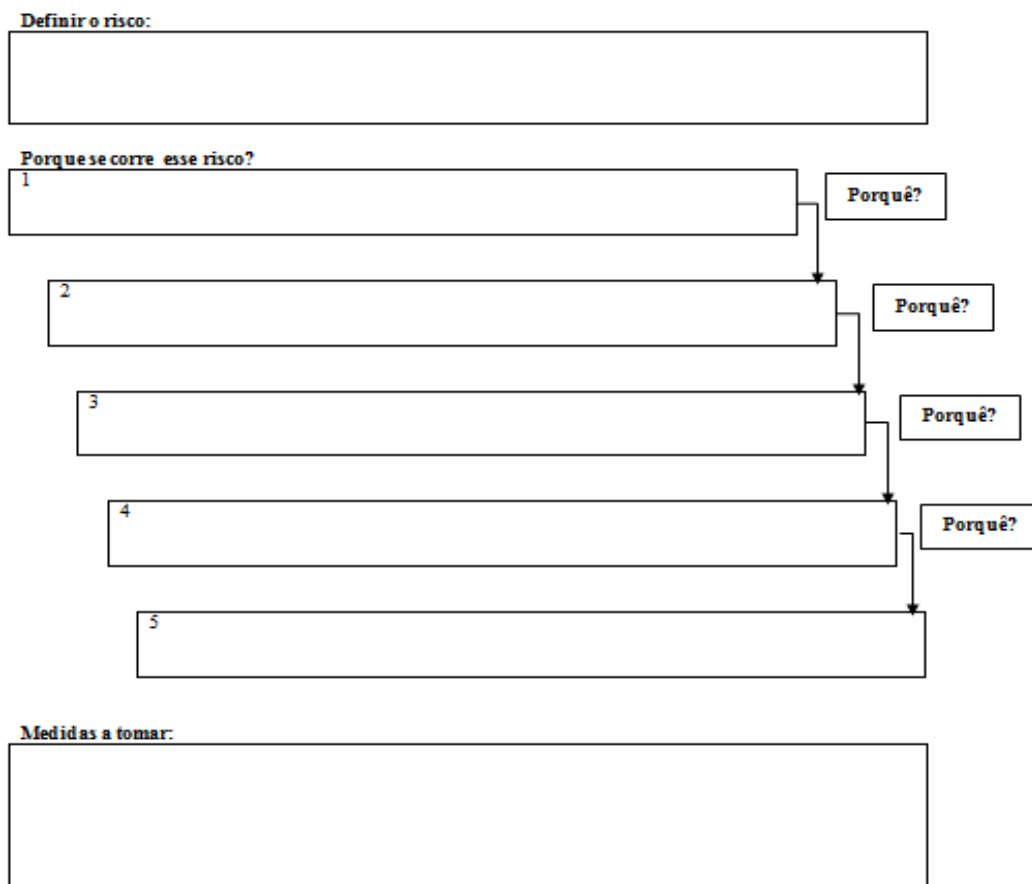 Definir o risco:
Porque se corre esse risco?
1
Porquê?
2
Porquê?
3
Porquê?
4
Porquê?
5
Medidas a tomar: